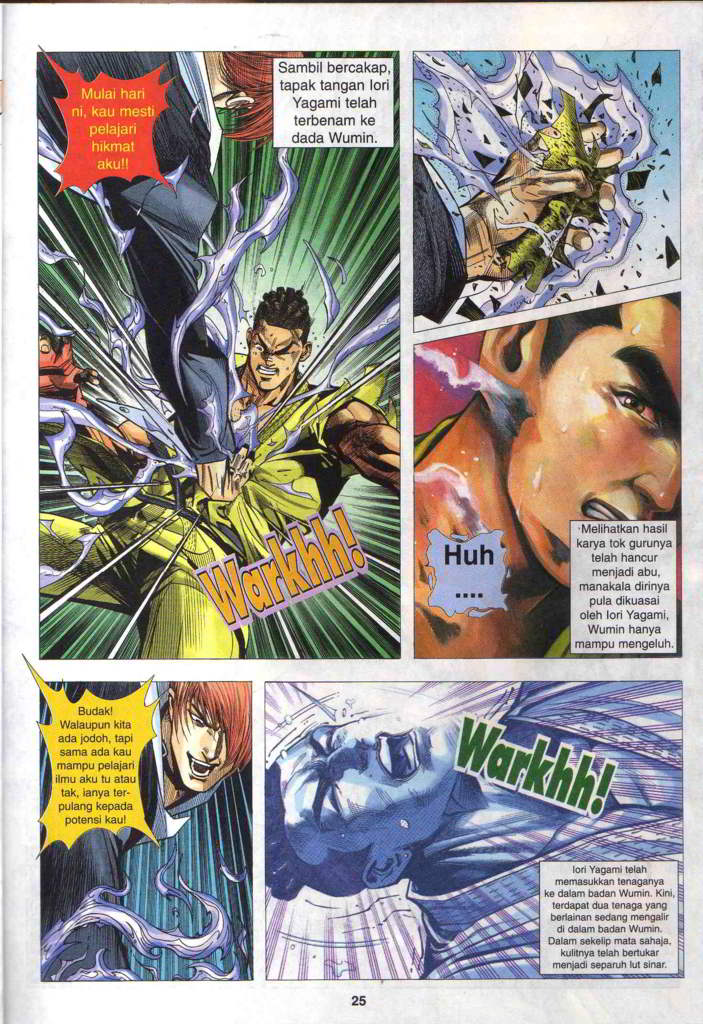 Mulai hari
ni, kau mesti
pelajari
hikmat
aku!!
Sambil bercakap,
tapak tangan Iori
Yagami telah
terbenam ke
dada Wumin.
Warkhh!
Huh
....
Melihatkan hasil
karya tok gurunya
telah hancur
menjadi abu,
manakala dirinya
pula dikuasai
oleh Iori Yagami,
Wumin hanya
mampu mengeluh.
Budak!
Walaupun kita
ada jodoh, tapi
sama ada kau
mampu pelajari
ilmu aku tu atau
tak, ianya ter-
pulang kepada
potensi kau!
Warkhh!
Iori Yagami telah
memasukkan tenaganya
ke dalam badan Wumin. Kini,
terdapat dua tenaga yang
berlainan sedang mengalir
di dalam badan Wumin.
Dalam sekelip mata sahaja,
kulitnya telah bertukar
menjadi separuh lut sinar.
25